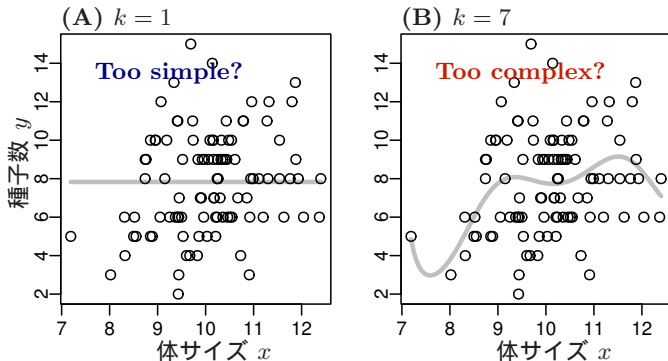 (A) k = 1
(B) k = 7
Too simple?
Too complex?
種子数 y
2 4 6 8 10 12 14
2 4 6 8 10 12 14
7 8 9 10 11 12
7 8 9 10 11 12
体サイズ x
体サイズ x